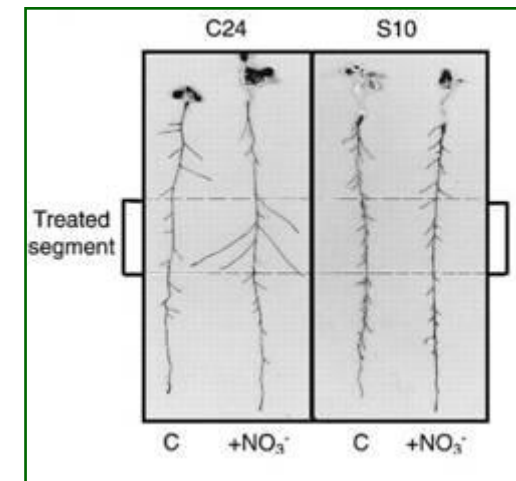 C24 S10
Treated
segment
C +NO₃⁻ C +NO₃⁻